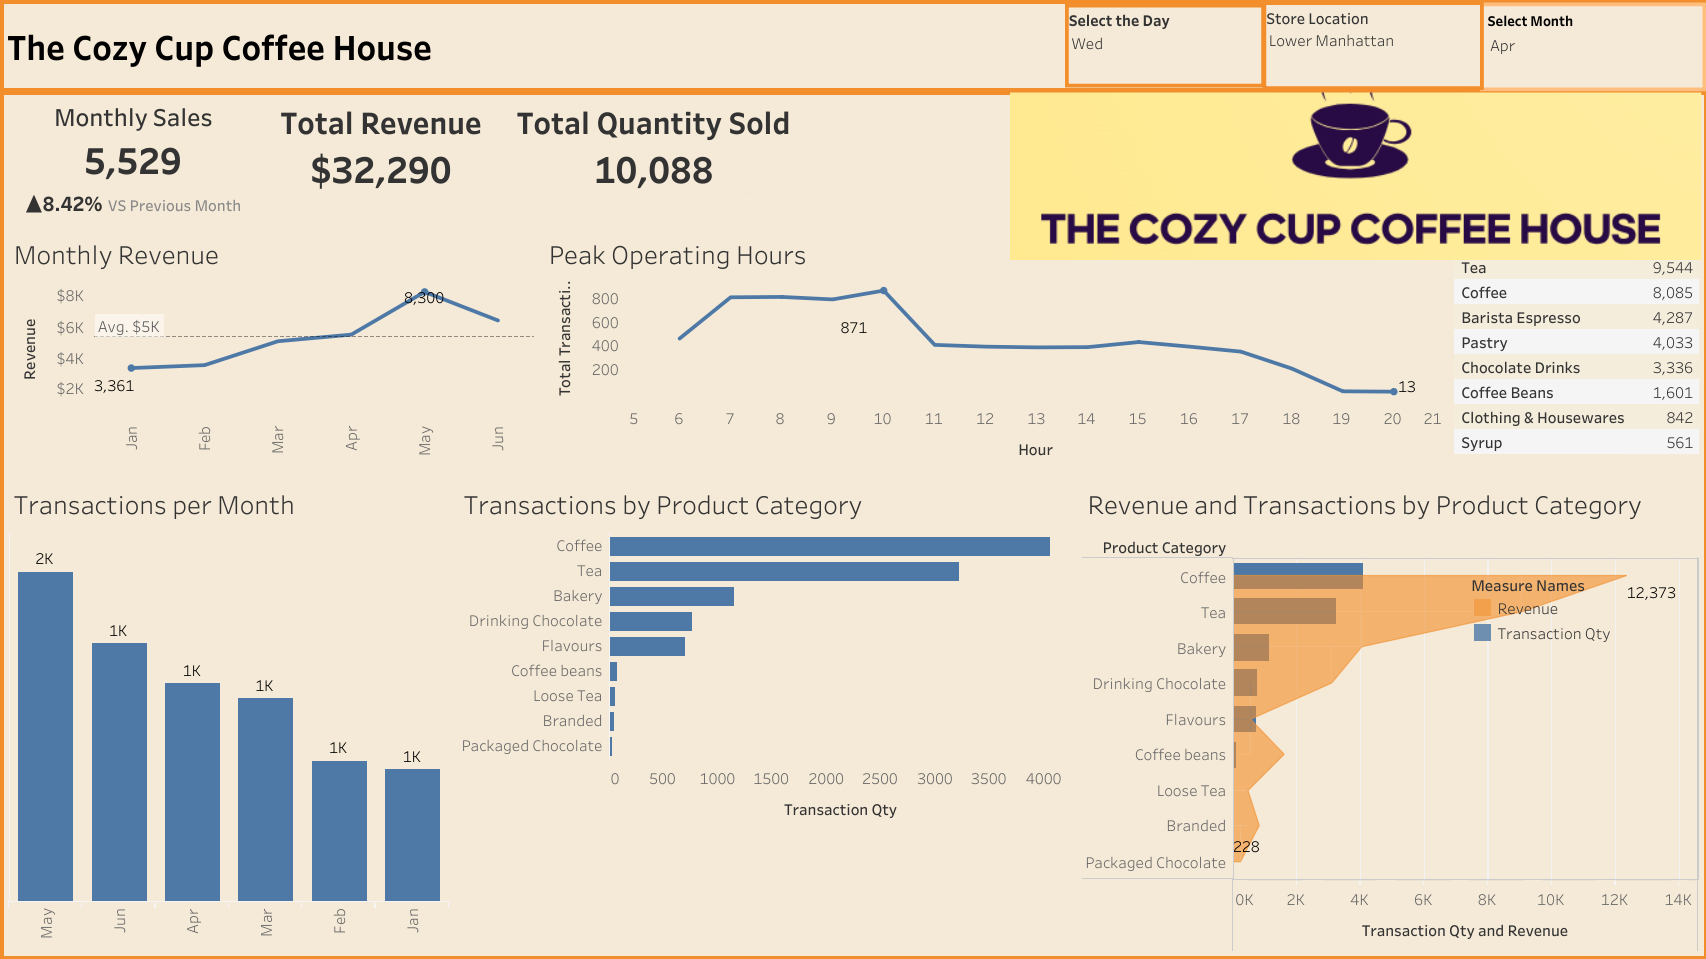 The Cozy Cup Coffee House
Select the Day
Wed
Store Location
Lower Manhattan
Select Month
Apr
Monthly Sales
5,529
▲8.42% VS Previous Month
Total Revenue
$32,290
Total Quantity Sold
10,088
THE COZY CUP COFFEE HOUSE
Monthly Revenue
Revenue
$8K
$6K
$4K
$2K
Avg. $5K
3,361
8,300
Jan
Feb
Mar
Apr
May
Jun
Peak Operating Hours
Total Transacti..
800
600
400
200
871
13
5 6 7 8 9 10 11 12 13 14 15 16 17 18 19 20 21
Hour
Tea 9,544
Coffee 8,085
Barista Espresso 4,287
Pastry 4,033
Chocolate Drinks 3,336
Coffee Beans 1,601
Clothing & Housewares 842
Syrup 561
Transactions per Month
2K
1K
1K
1K
1K
1K
May
Jun
Apr
Mar
Feb
Jan
Transactions by Product Category
Coffee
Tea
Bakery
Drinking Chocolate
Flavours
Coffee beans
Loose Tea
Branded
Packaged Chocolate
0 500 1000 1500 2000 2500 3000 3500 4000
Transaction Qty
Revenue and Transactions by Product Category
Product Category
Coffee
Tea
Bakery
Drinking Chocolate
Flavours
Coffee beans
Loose Tea
Branded
Packaged Chocolate
Measure Names
Revenue
Transaction Qty
12,373
228
0K 2K 4K 6K 8K 10K 12K 14K
Transaction Qty and Revenue